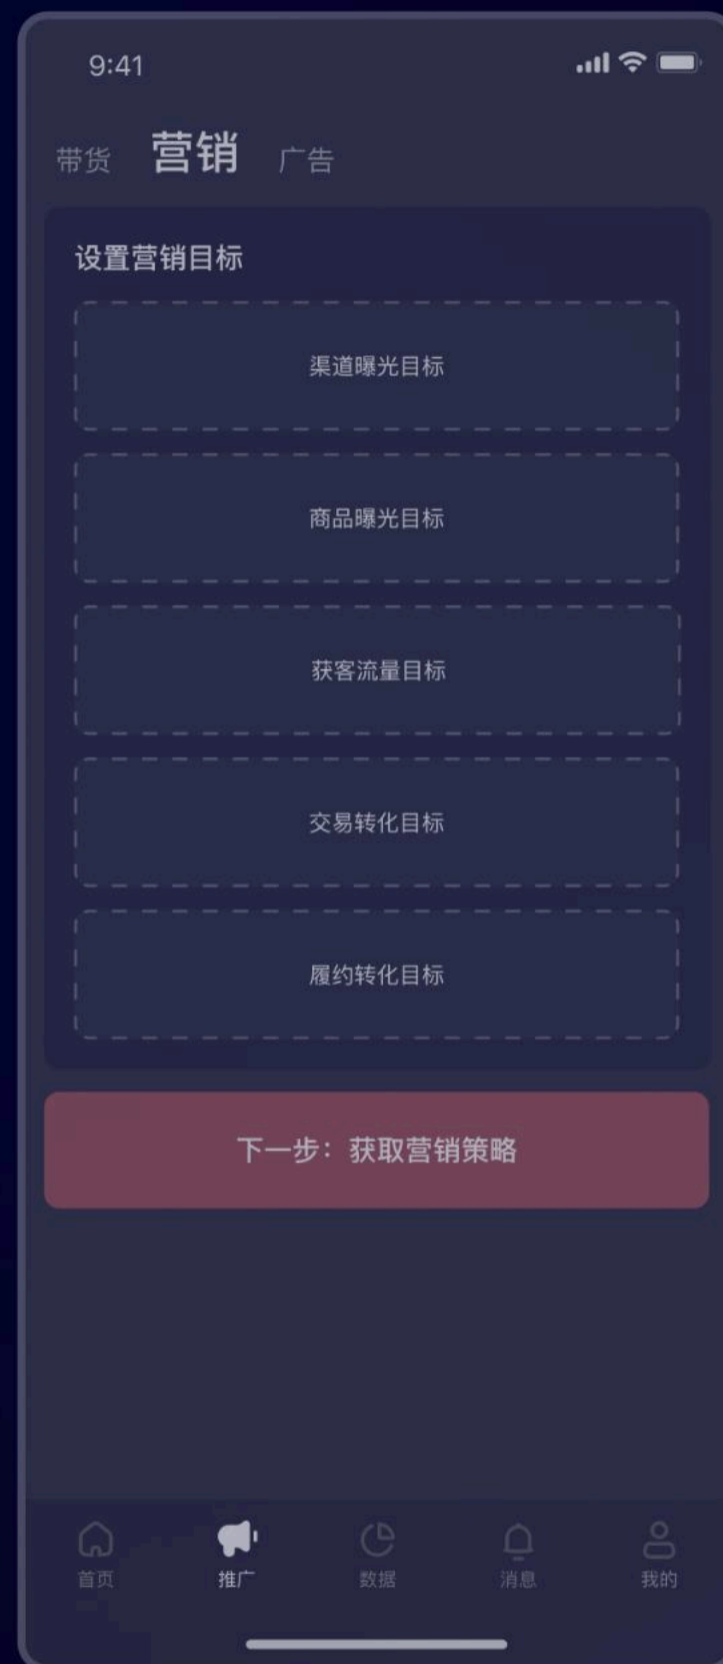 9:41
带货 营销 广告
设置营销目标
渠道曝光目标
商品曝光目标
获客流量目标
交易转化目标
履约转化目标
下一步：获取营销策略
首页 推广 数据 消息 我的